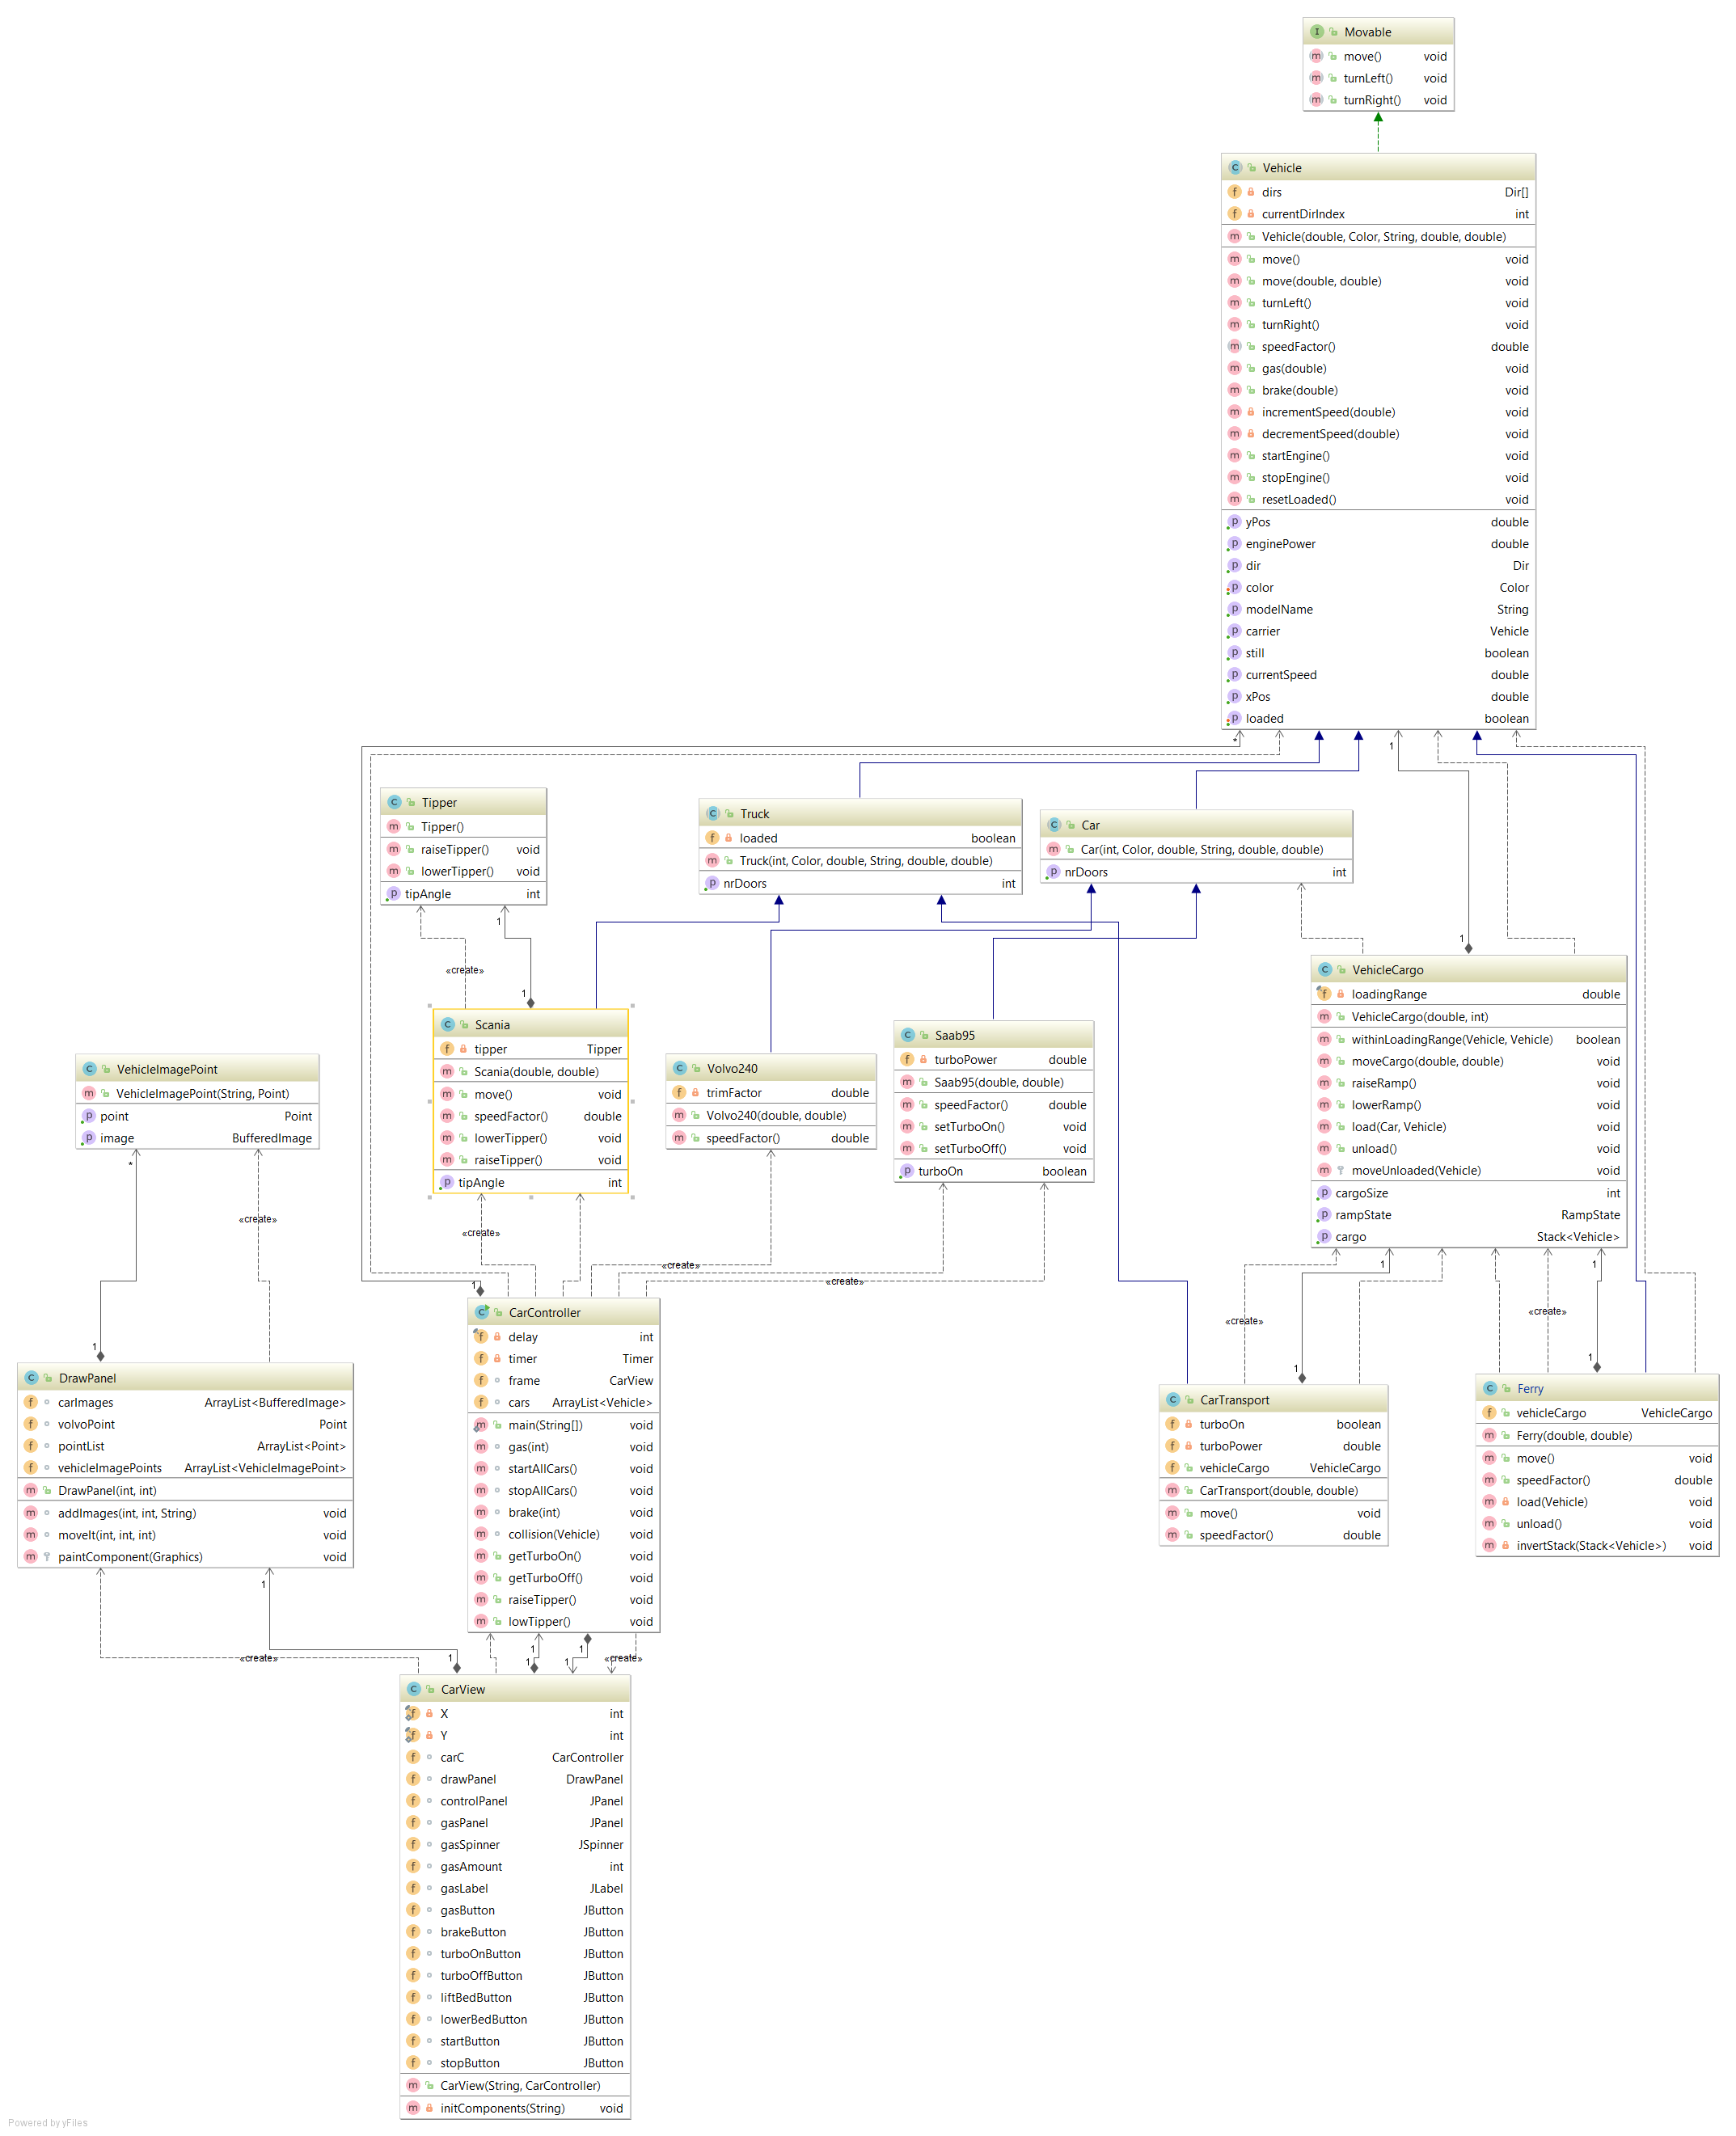 Movable
move() void
turnLeft() void
turnRight() void
Vehicle
dirs Dir[]
currentDirIndex int
Vehicle(double, Color, String, double, double)
move() void
move(double, double) void
turnLeft() void
turnRight() void
speedFactor() double
gas(double) void
brake(double) void
incrementSpeed(double) void
decrementSpeed(double) void
startEngine() void
stopEngine() void
resetLoaded() void
yPos double
enginePower double
dir Dir
color Color
modelName String
carrier Vehicle
still boolean
currentSpeed double
xPos double
loaded boolean
* 1
Tipper
Tipper()
raiseTipper() void
lowerTipper() void
tipAngle int
Truck
loaded boolean
Truck(int, Color, double, String, double, double)
nrDoors int
Car
Car(int, Color, double, String, double, double)
nrDoors int
1
1
«create»
1
VehicleCargo
loadingRange double
VehicleCargo(double, int)
withinLoadingRange(Vehicle, Vehicle) boolean
moveCargo(double, double) void
raiseRamp() void
lowerRamp() void
load(Car, Vehicle) void
unload() void
moveUnloaded(Vehicle) void
cargoSize int
rampState RampState
cargo Stack<Vehicle>
Scania
tipper Tipper
Scania(double, double)
move() void
speedFactor() double
lowerTipper() void
raiseTipper() void
tipAngle int
Volvo240
trimFactor double
Volvo240(double, double)
speedFactor() double
Saab95
turboPower double
Saab95(double, double)
speedFactor() double
setTurboOn() void
setTurboOff() void
turboOn boolean
VehicleImagePoint
VehicleImagePoint(String, Point)
point Point
image BufferedImage
*
«create»
«create»
«create»
«create»
1
1 1
«create»
«create»
1
1
1
CarController
delay int
timer Timer
frame CarView
cars ArrayList<Vehicle>
main(String[]) void
gas(int) void
startAllCars() void
stopAllCars() void
brake(int) void
collision(Vehicle) void
getTurboOn() void
getTurboOff() void
raiseTipper() void
lowTipper() void
DrawPanel
carImages ArrayList<BufferedImage>
volvoPoint Point
pointList ArrayList<Point>
vehicleImagePoints ArrayList<VehicleImagePoint>
DrawPanel(int, int)
addImages(int, int, String) void
moveIt(int, int, int) void
paintComponent(Graphics) void
CarTransport
turboOn boolean
turboPower double
vehicleCargo VehicleCargo
CarTransport(double, double)
move() void
speedFactor() double
Ferry
vehicleCargo VehicleCargo
Ferry(double, double)
move() void
speedFactor() double
load(Vehicle) void
unload() void
invertStack(Stack<Vehicle>) void
1
1 1
«create» 1 1 1 «create»
CarView
X int
Y int
carC CarController
drawPanel DrawPanel
controlPanel JPanel
gasPanel JPanel
gasSpinner JSpinner
gasAmount int
gasLabel JLabel
gasButton JButton
brakeButton JButton
turboOnButton JButton
turboOffButton JButton
liftBedButton JButton
lowerBedButton JButton
startButton JButton
stopButton JButton
CarView(String, CarController)
initComponents(String) void
Powered by yFiles